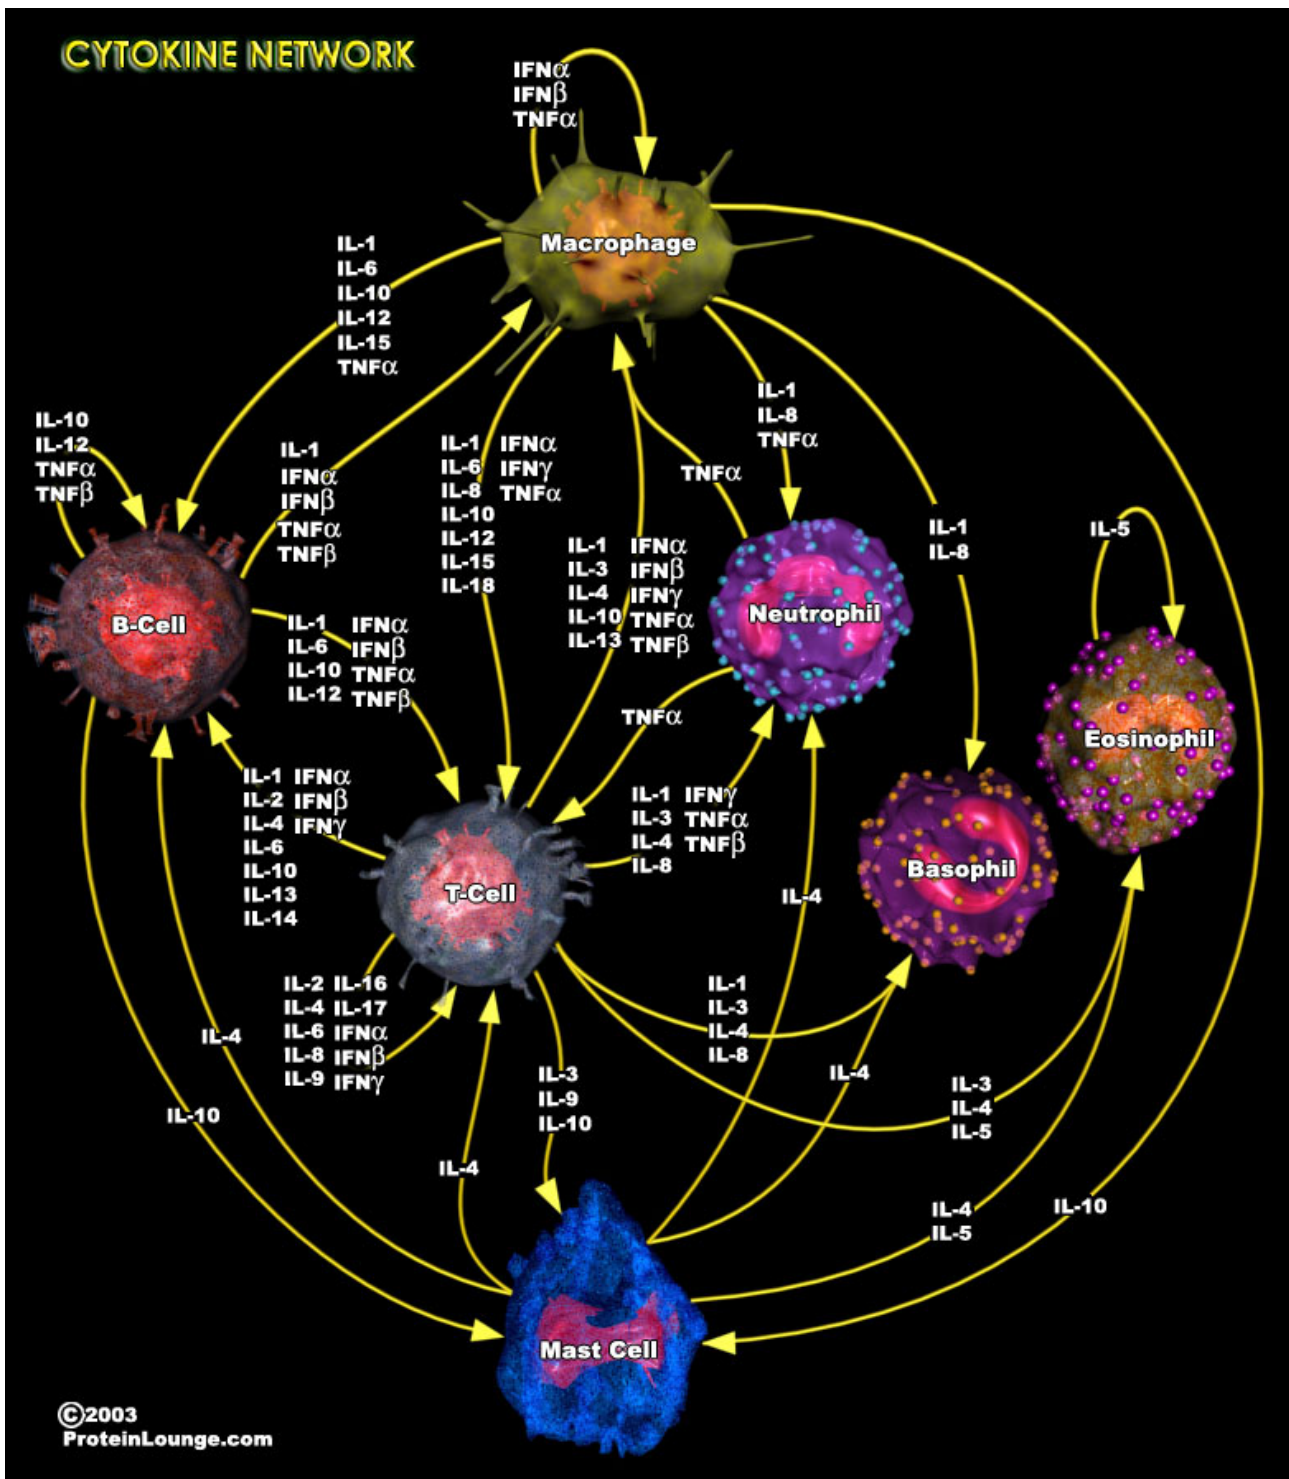 CYTOKINE NETWORK
IFNα
IFNβ
TNFα
Macrophage
IL-1
IL-6
IL-10
IL-12
IL-15
TNFα
IL-10
IL-12
TNFα
TNFβ
IL-1
IFNα
IFNβ
TNFα
TNFβ
IL-1 IFNα
IL-6 IFNγ
IL-8 TNFα
IL-10
IL-12
IL-15
IL-18
TNFα
IL-1
IL-8
TNFα
IL-1
IL-8
IL-5
IL-1 IFNα
IL-3 IFNβ
IL-4 IFNγ
IL-10 TNFα
IL-13 TNFβ
B-Cell
Neutrophil
IL-1 IFNα
IL-6 IFNβ
IL-10 TNFα
IL-12 TNFβ
TNFα
Eosinophil
IL-1 IFNα
IL-2 IFNβ
IL-4 IFNγ
IL-6
IL-10
IL-13
IL-14
IL-1 IFNγ
IL-3 TNFα
IL-4 TNFβ
IL-8
T-Cell
IL-4
Basophil
IL-2 IL-16
IL-4 IL-17
IL-6 IFNα
IL-8 IFNβ
IL-9 IFNγ
IL-1
IL-3
IL-4
IL-8
IL-4
IL-10
IL-3
IL-9
IL-10
IL-4
IL-3
IL-4
IL-5
IL-4
IL-4
IL-5
IL-10
Mast Cell
©2003
ProteinLounge.com